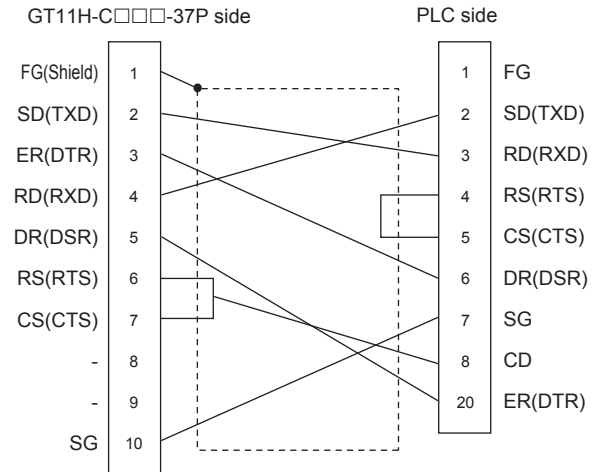 GT11H-C□□□-37P side PLC side
FG(Shield) 1 1 FG
SD(TXD) 2 2 SD(TXD)
ER(DTR) 3 3 RD(RXD)
RD(RXD) 4 4 RS(RTS)
DR(DSR) 5 5 CS(CTS)
RS(RTS) 6 6 DR(DSR)
CS(CTS) 7 7 SG
- 8 8 CD
- 9 20 ER(DTR)
SG 10